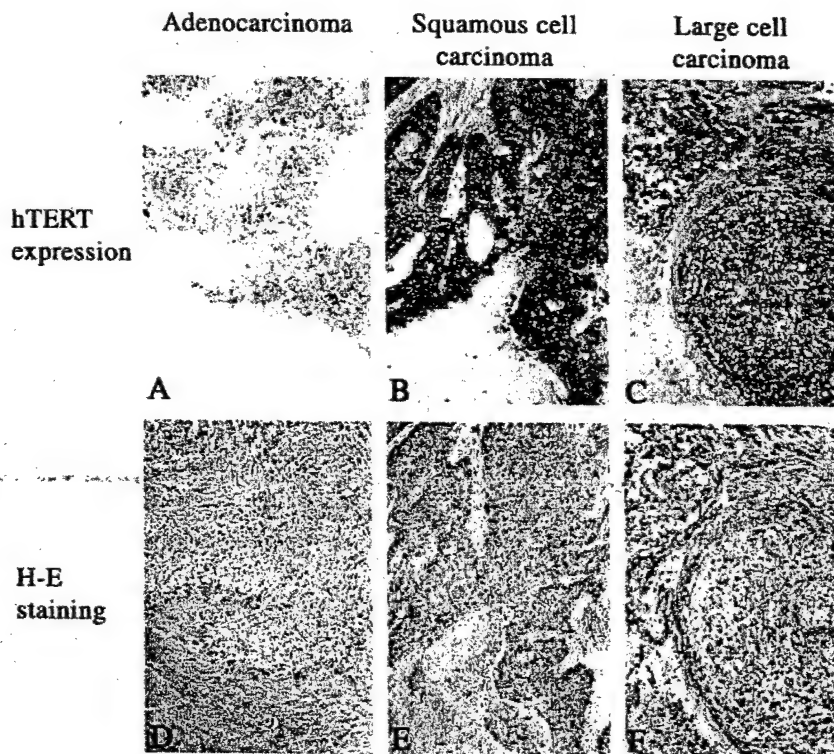 Adenocarcinoma
Squamous cell
carcinoma
Large cell
carcinoma
hTERT
expression
A
B
C
H-E
staining
D
E
F